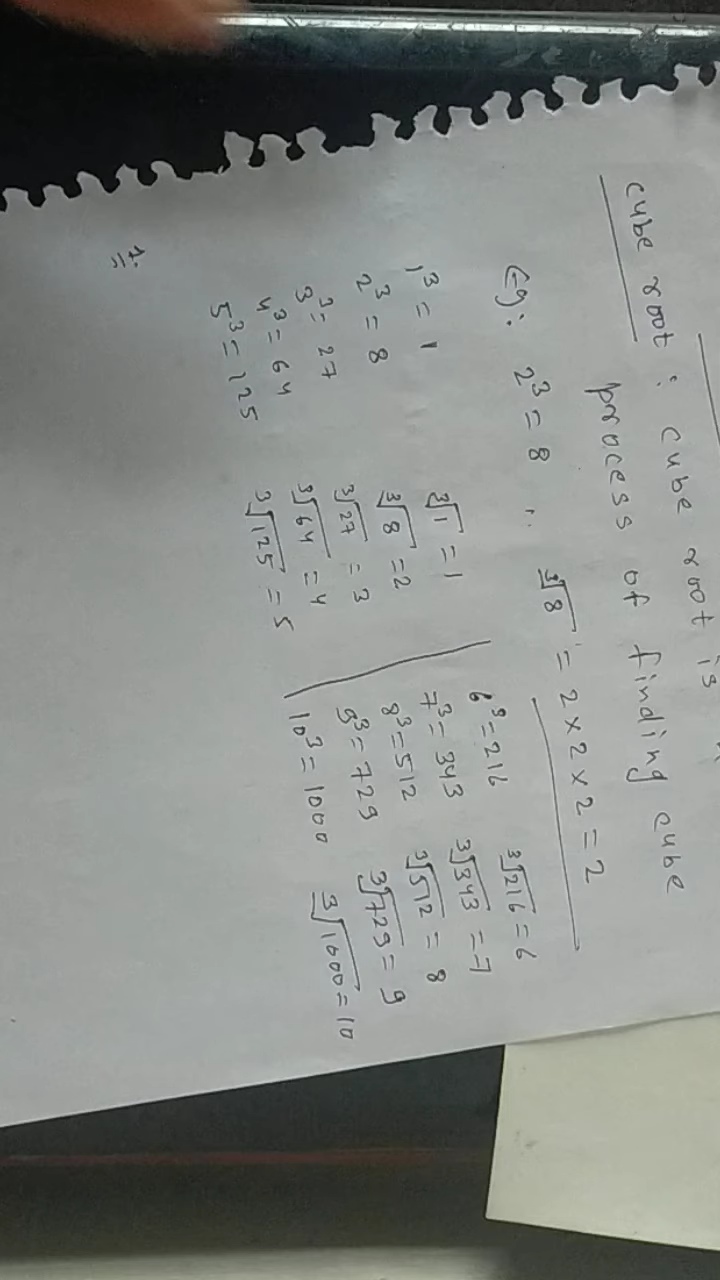 cube root : cube root is
process of finding cube
Eg: 2³ = 8 ∛8 = 2 × 2 × 2 = 2
1³ = 1 ∛1 = 1 6³ = 216 ∛216 = 6
2³ = 8 ∛8 = 2 7³ = 343 ∛343 = 7
3³ = 27 ∛27 = 3 8³ = 512 ∛512 = 8
4³ = 64 ∛64 = 4 9³ = 729 ∛729 = 9
5³ = 125 ∛125 = 5 10³ = 1000 ∛1000 = 10